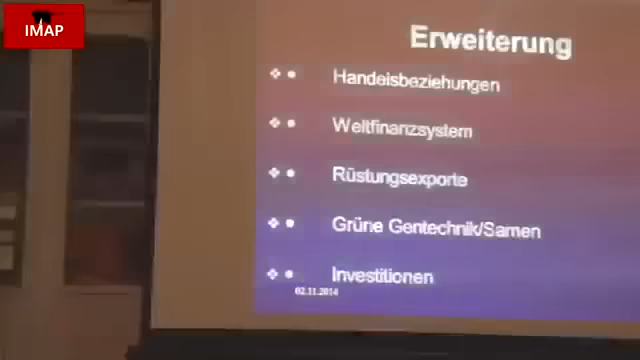 IMAP
Erweiterung
Handelsbeziehungen
Weltfinanzsystem
Rüstungsexporte
Grüne Gentechnik/Samen
Investitionen
02.11.2014